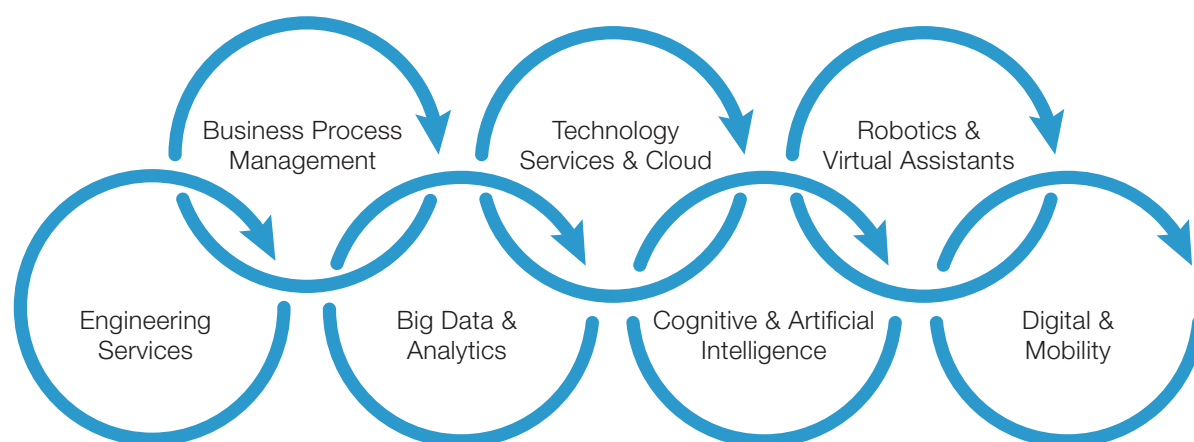 Business Process
Management
Technology
Services & Cloud
Robotics &
Virtual Assistants
Engineering
Services
Big Data &
Analytics
Cognitive & Artificial
Intelligence
Digital &
Mobility